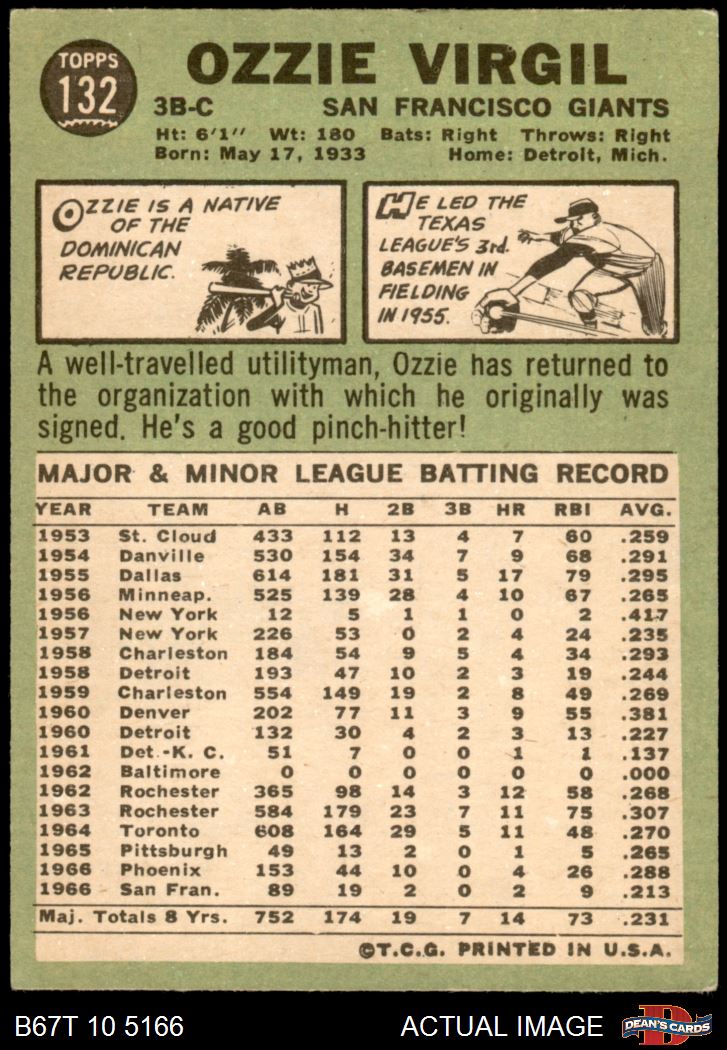 TOPPS
132
OZZIE VIRGIL
3B-C SAN FRANCISCO GIANTS
Ht: 6'1" Wt: 180 Bats: Right Throws: Right
Born: May 17, 1933 Home: Detroit, Mich.
OZZIE IS A NATIVE
OF THE
DOMINICAN
REPUBLIC.
HE LED THE
TEXAS
LEAGUE'S 3rd.
BASEMEN IN
FIELDING
IN 1955.
A well-travelled utilityman, Ozzie has returned to
the organization with which he originally was
signed. He's a good pinch-hitter!
MAJOR & MINOR LEAGUE BATTING RECORD
YEAR TEAM AB H 2B 3B HR RBI AVG.
1953 St. Cloud 433 112 13 4 7 60 .259
1954 Danville 530 154 34 7 9 68 .291
1955 Dallas 614 181 31 5 17 79 .295
1956 Minneap. 525 139 28 4 10 67 .265
1956 New York 12 5 1 1 0 2 .417
1957 New York 226 53 0 2 4 24 .235
1958 Charleston 184 54 9 5 4 34 .293
1958 Detroit 193 47 10 2 3 19 .244
1959 Charleston 554 149 19 2 8 49 .269
1960 Denver 202 77 11 3 9 55 .381
1960 Detroit 132 30 4 2 3 13 .227
1961 Det.-K. C. 51 7 0 0 1 1 .137
1962 Baltimore 0 0 0 0 0 0 .000
1962 Rochester 365 98 14 3 12 58 .268
1963 Rochester 584 179 23 7 11 75 .307
1964 Toronto 608 164 29 5 11 48 .270
1965 Pittsburgh 49 13 2 0 1 5 .265
1966 Phoenix 153 44 10 0 4 26 .288
1966 San Fran. 89 19 2 0 2 9 .213
Maj. Totals 8 Yrs. 752 174 19 7 14 73 .231
©T.C.G. PRINTED IN U.S.A.
B67T 10 5166 ACTUAL IMAGE
D
DEAN'S CARDS